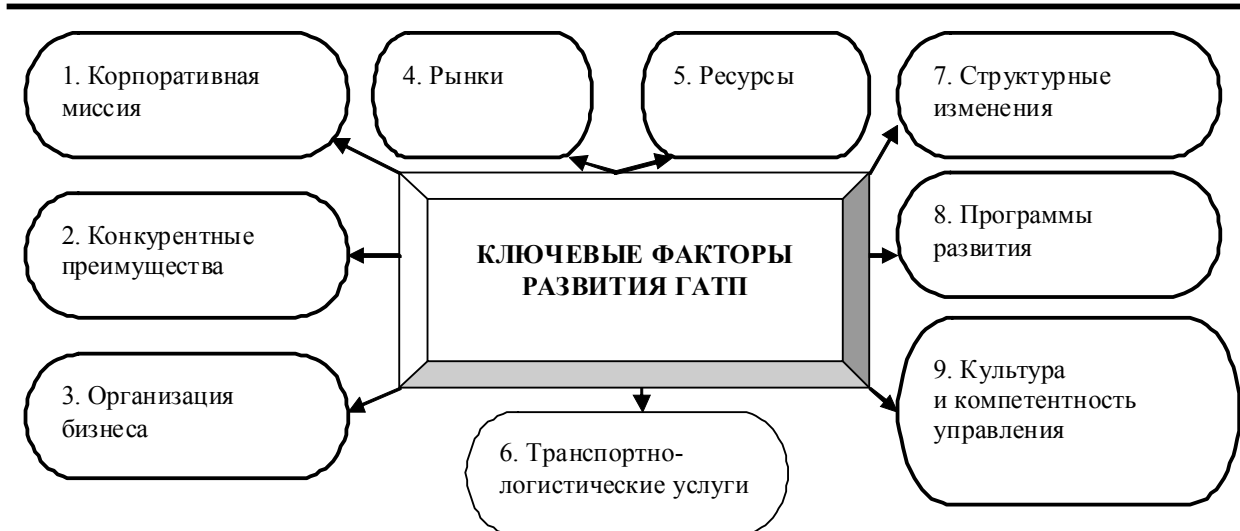 1. Корпоративная
миссия
2. Конкурентные
преимущества
3. Организация
бизнеса
4. Рынки
5. Ресурсы
КЛЮЧЕВЫЕ ФАКТОРЫ
РАЗВИТИЯ ГАТП
6. Транспортно-
логистические услуги
7. Структурные
изменения
8. Программы
развития
9. Культура
и компетентность
управления